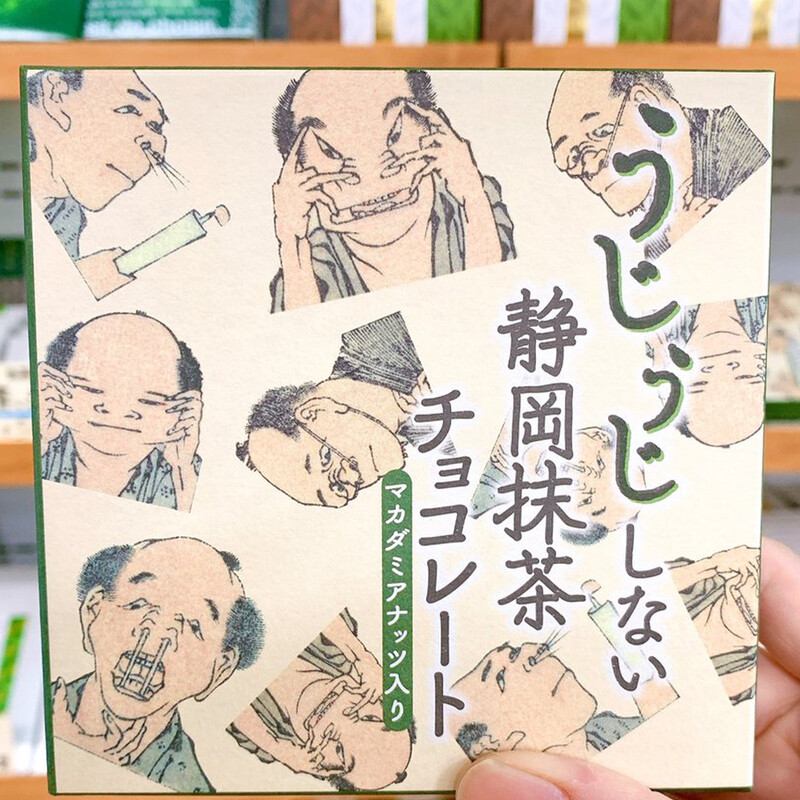 うじうじしない
静岡抹茶
チョコレート
マカダミアナッツ入り